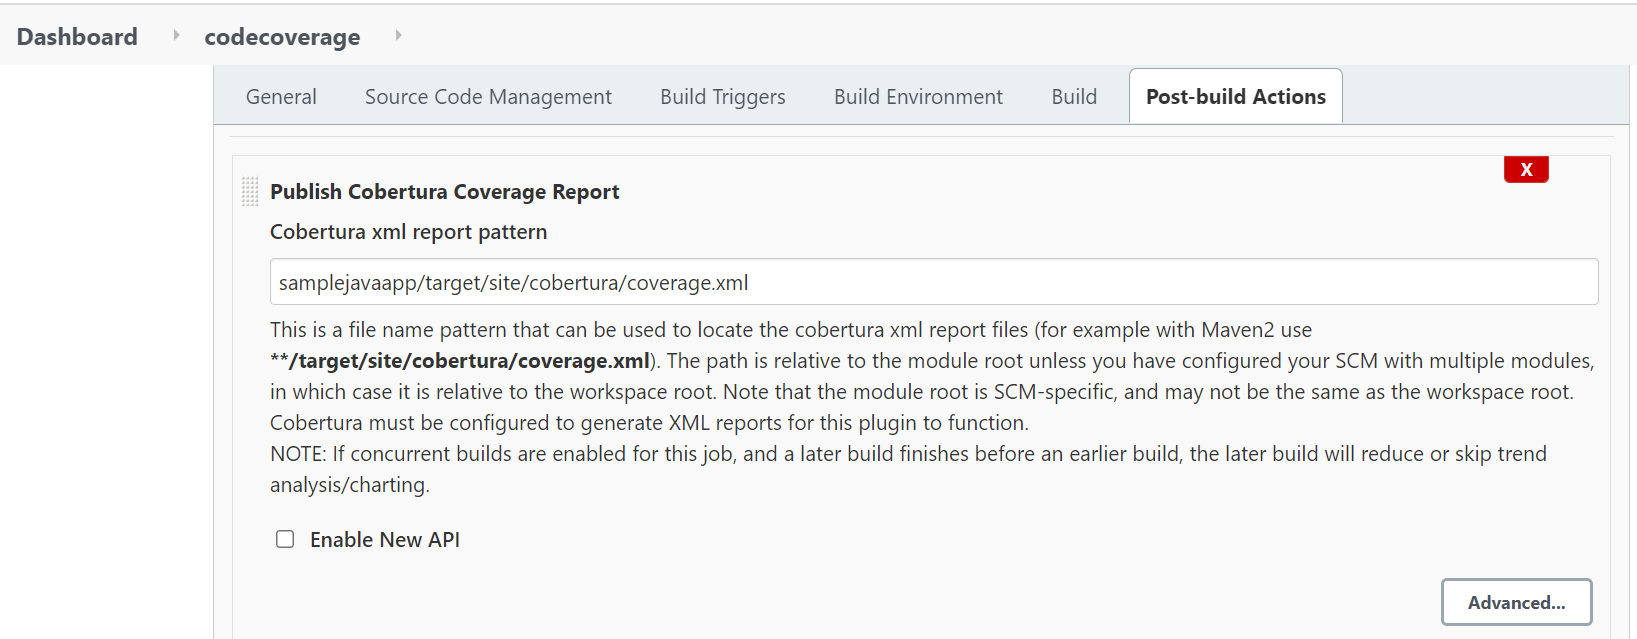 Dashboard codecoverage
General Source Code Management Build Triggers Build Environment Build Post-build Actions
X
Publish Cobertura Coverage Report
Cobertura xml report pattern
samplejavaapp/target/site/cobertura/coverage.xml
This is a file name pattern that can be used to locate the cobertura xml report files (for example with Maven2 use
**/target/site/cobertura/coverage.xml). The path is relative to the module root unless you have configured your SCM with multiple modules,
in which case it is relative to the workspace root. Note that the module root is SCM-specific, and may not be the same as the workspace root.
Cobertura must be configured to generate XML reports for this plugin to function.
NOTE: If concurrent builds are enabled for this job, and a later build finishes before an earlier build, the later build will reduce or skip trend
analysis/charting.
Enable New API
Advanced...